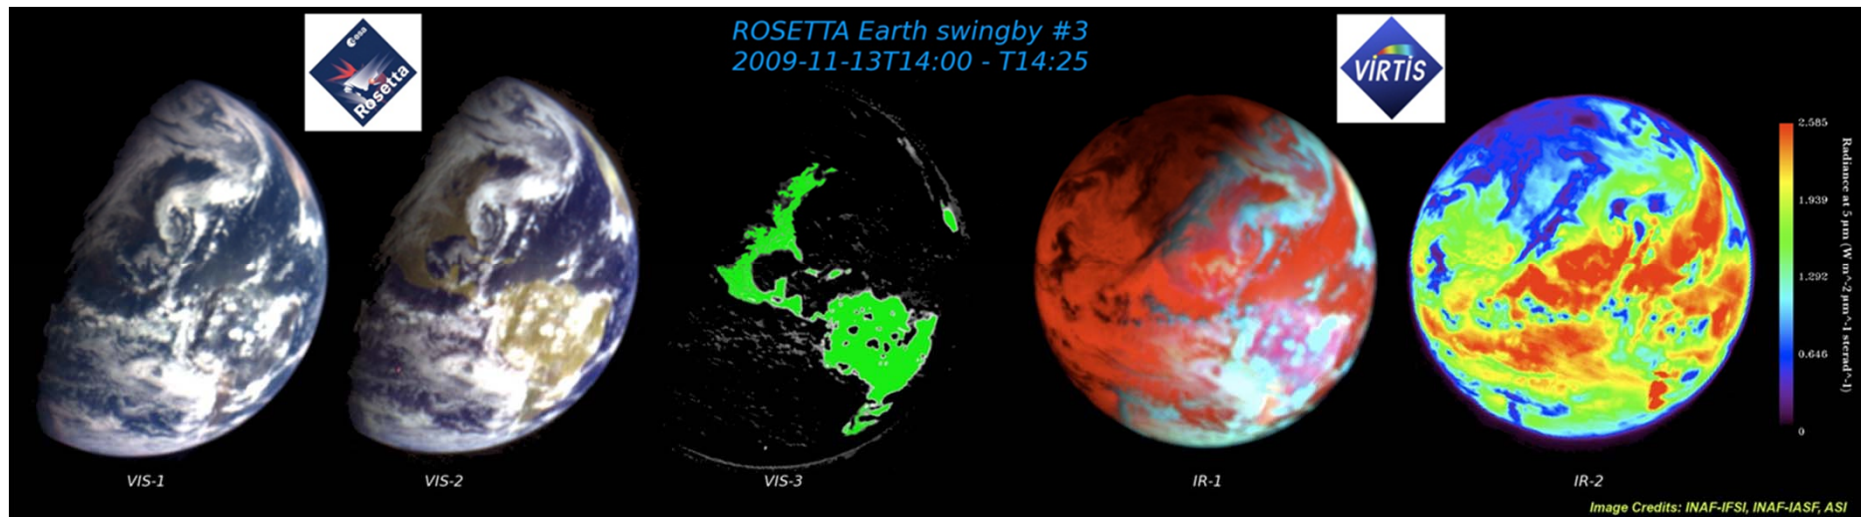 ROSETTA Earth swingby #3
2009-11-13T14:00 - T14:25
esa
Rosetta
VIRTIS
2.585
1.939
1.292
0.646
0
Radiance at 5 µm (W m^-2 µm^-1 sterad^-1)
VIS-1
VIS-2
VIS-3
IR-1
IR-2
Image Credits: INAF-IFSI, INAF-IASF, ASI